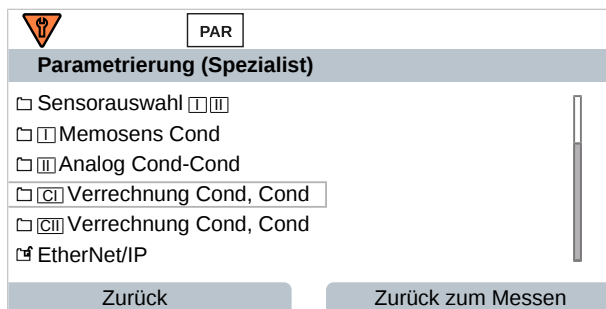 PAR
Parametrierung (Spezialist)
Sensorauswahl I II
I Memosens Cond
II Analog Cond-Cond
CI Verrechnung Cond, Cond
CII Verrechnung Cond, Cond
EtherNet/IP
Zurück Zurück zum Messen